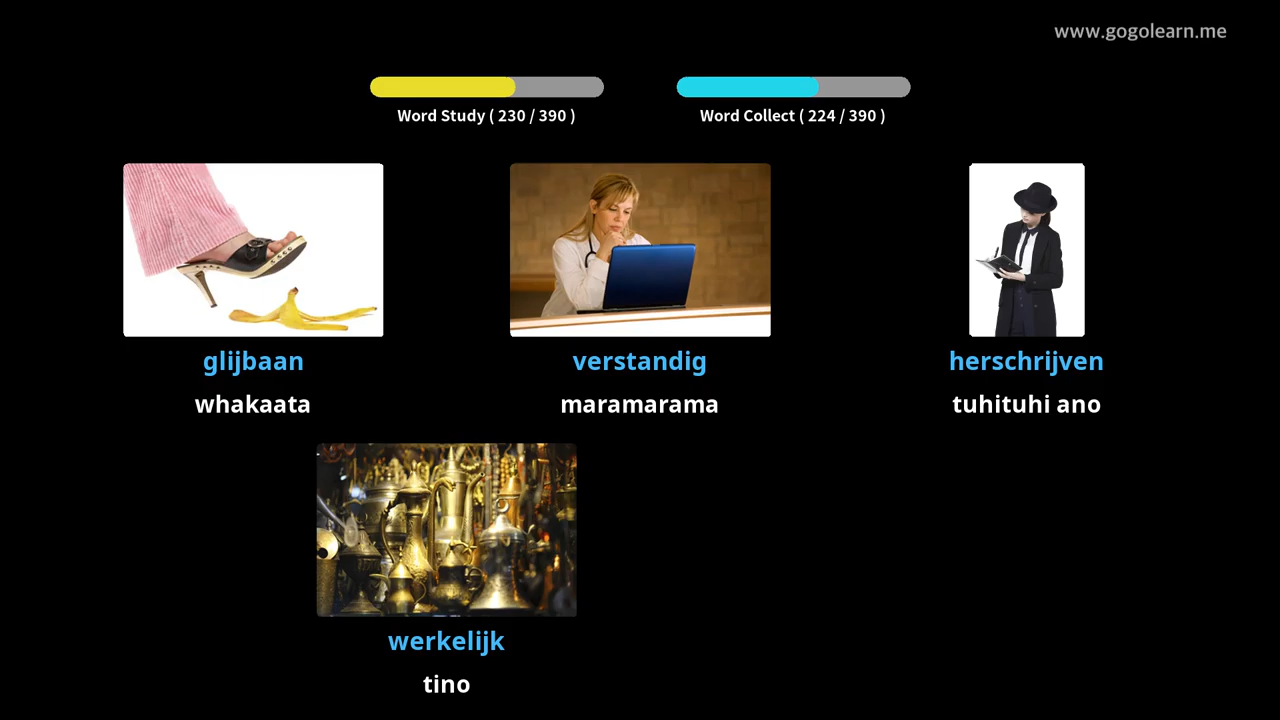 www.gogolearn.me
Word Study ( 230 / 390 )
Word Collect ( 224 / 390 )
glijbaan
whakaata
verstandig
maramarama
herschrijven
tuhituhi ano
werkelijk
tino